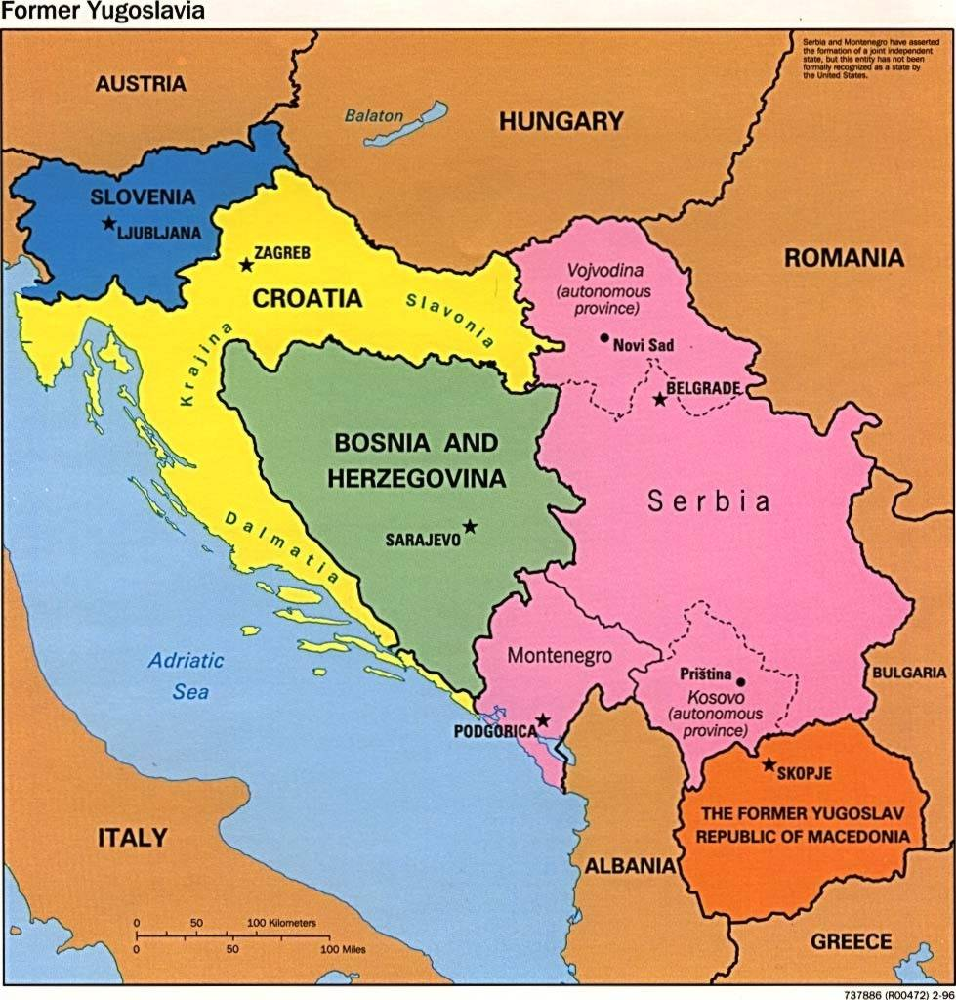 Former Yugoslavia
Serbia and Montenegro have asserted
the formation of a joint independent
state, but this entity has not been
formally recognized as a state by
the United States.
AUSTRIA
Balaton
HUNGARY
SLOVENIA
LJUBLJANA
ZAGREB
CROATIA
Slavonia
Krajina
ROMANIA
Vojvodina
(autonomous
province)
Novi Sad
BELGRADE
BOSNIA AND
HERZEGOVINA
SARAJEVO
Serbia
Dalmatia
Adriatic
Sea
Montenegro
PODGORICA
Priština
Kosovo
(autonomous
province)
BULGARIA
SKOPJE
THE FORMER YUGOSLAV
REPUBLIC OF MACEDONIA
ITALY
ALBANIA
GREECE
0 50 100 Kilometers
0 50 100 Miles
737886 (R00472) 2-96